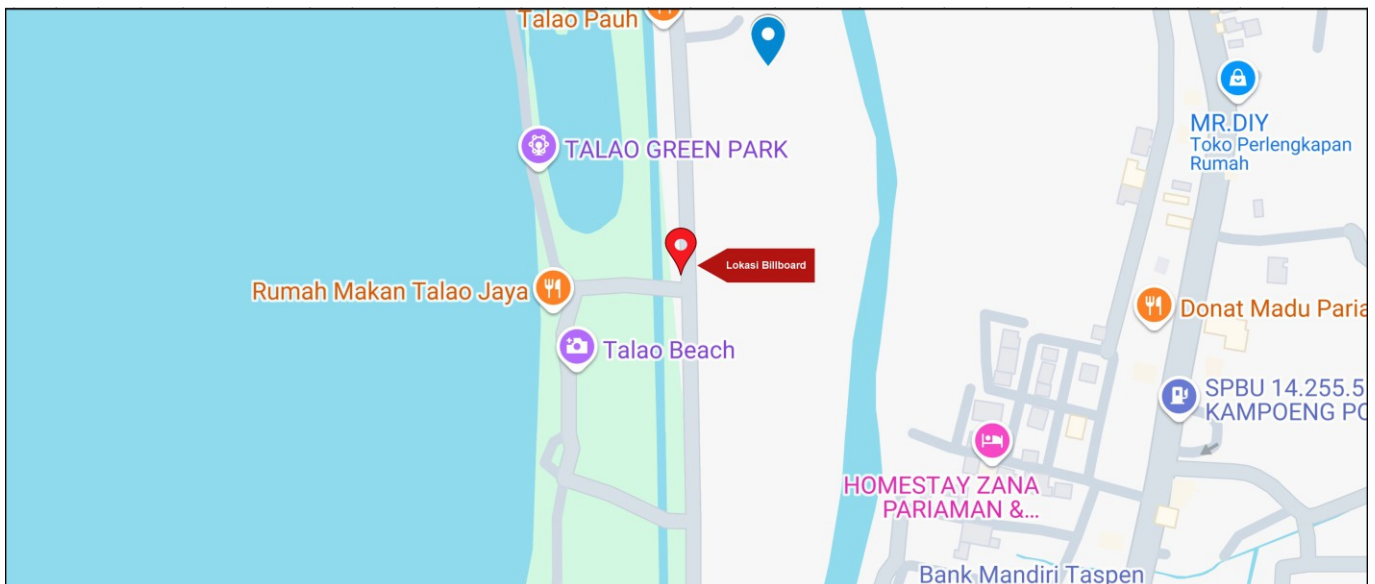 Talao Pauh
MR.DIY
Toko Perlengkapan
Rumah
TALAO GREEN PARK
Lokasi Billboard
Rumah Makan Talao Jaya
Donat Madu Paria
Talao Beach
SPBU 14.255.5
KAMPOENG PO
HOMESTAY ZANA
PARIAMAN &...
Bank Mandiri Taspen